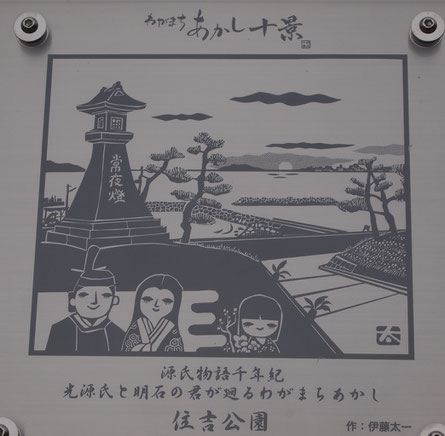 わがまち あかし十景
常夜燈
源氏物語千年紀
光源氏と明石の君が廻るわがまちあかし
住吉公園
作：伊藤太一